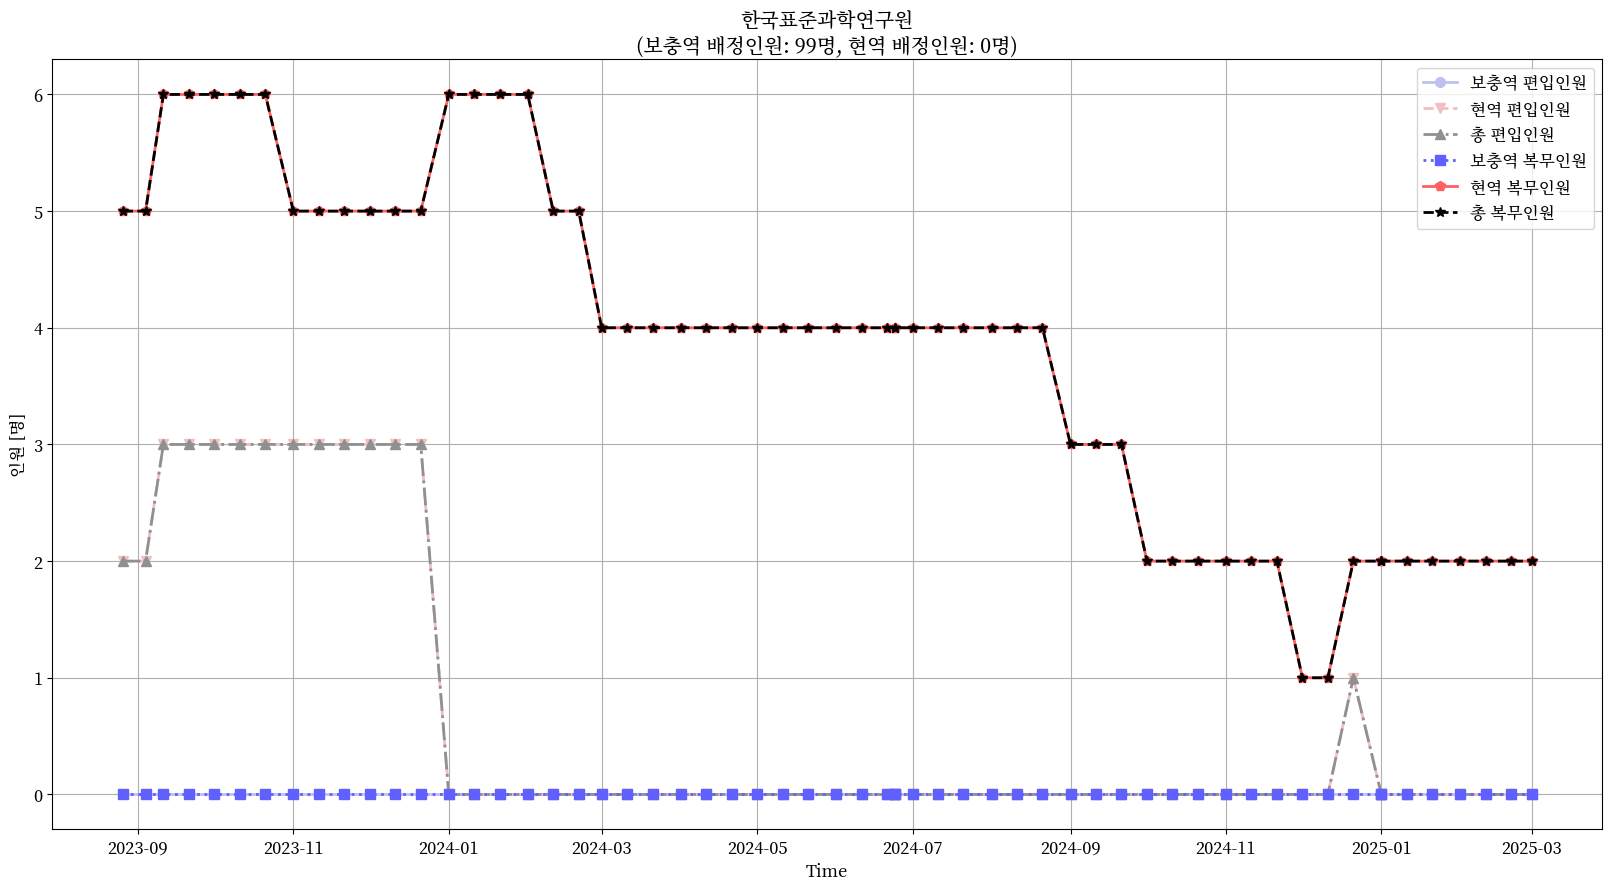 한국표준과학연구원
(보충역 배정인원: 99명, 현역 배정인원: 0명)
보충역 편입인원
현역 편입인원
총 편입인원
보충역 복무인원
현역 복무인원
총 복무인원
인원 [명]
6
5
4
3
2
1
0
2023-09 2023-11 2024-01 2024-03 2024-05 2024-07 2024-09 2024-11 2025-01 2025-03
Time